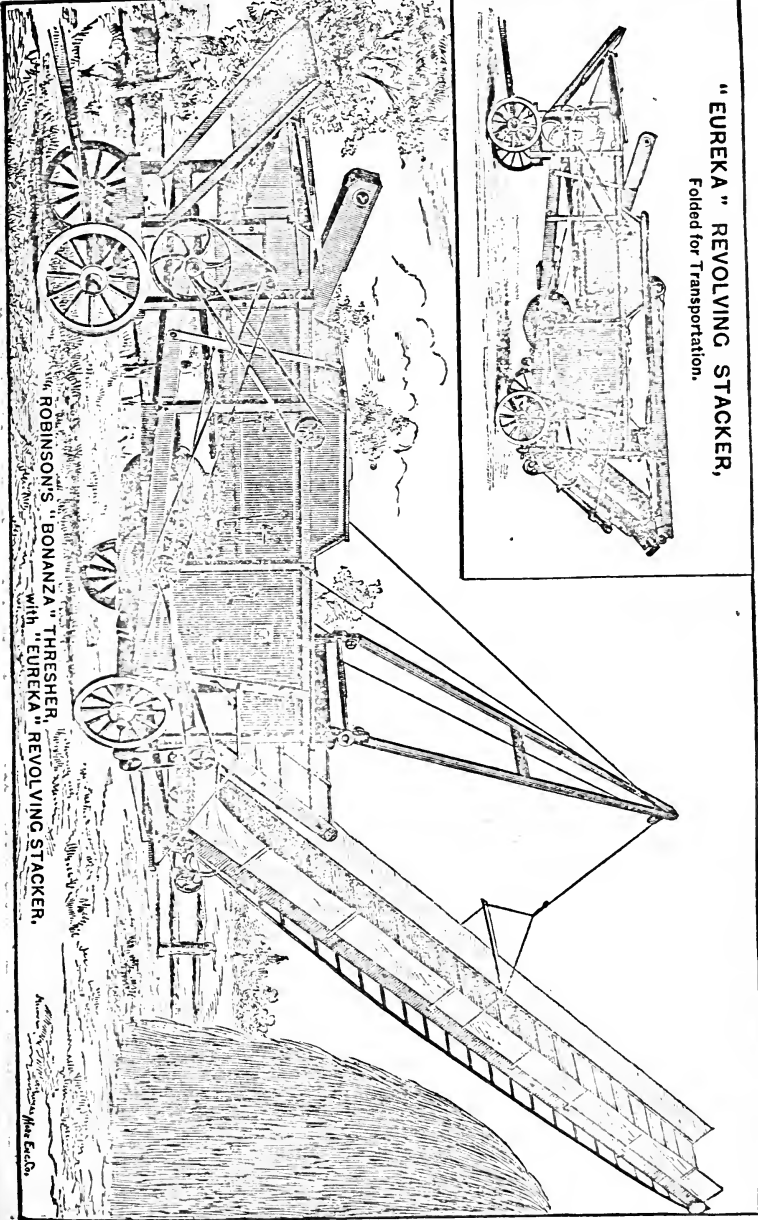 "EUREKA" REVOLVING STACKER,
Folded for Transportation.
ROBINSON'S "BONANZA" THRESHER,
with "EUREKA" REVOLVING STACKER.